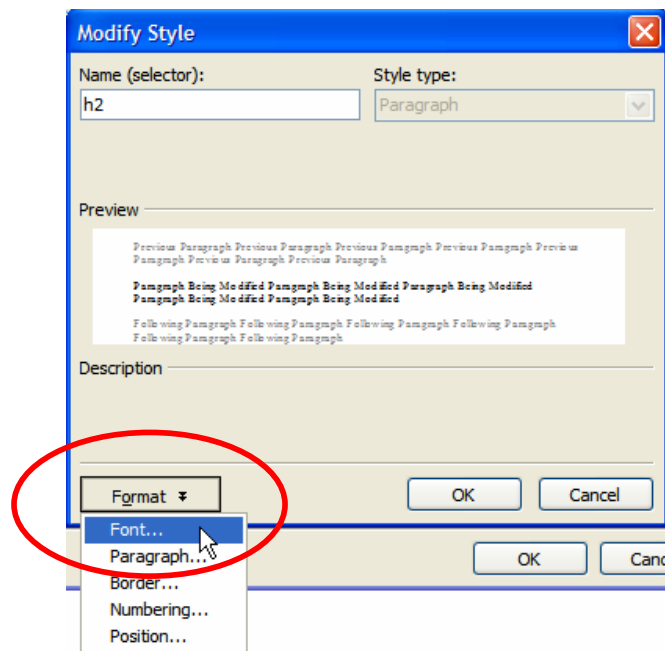 Modify Style
Name (selector): Style type:
h2 Paragraph
Preview
Previous Paragraph Previous Paragraph Previous Paragraph Previous Paragraph Previous
Paragraph Previous Paragraph Previous Paragraph
Paragraph Being Modified Paragraph Being Modified Paragraph Being Modified
Paragraph Being Modified Paragraph Being Modified
Following Paragraph Following Paragraph Following Paragraph Following Paragraph
Following Paragraph Following Paragraph
Description
Format OK Cancel
Font...
Paragraph...
OK Canc
Border...
Numbering...
Position...